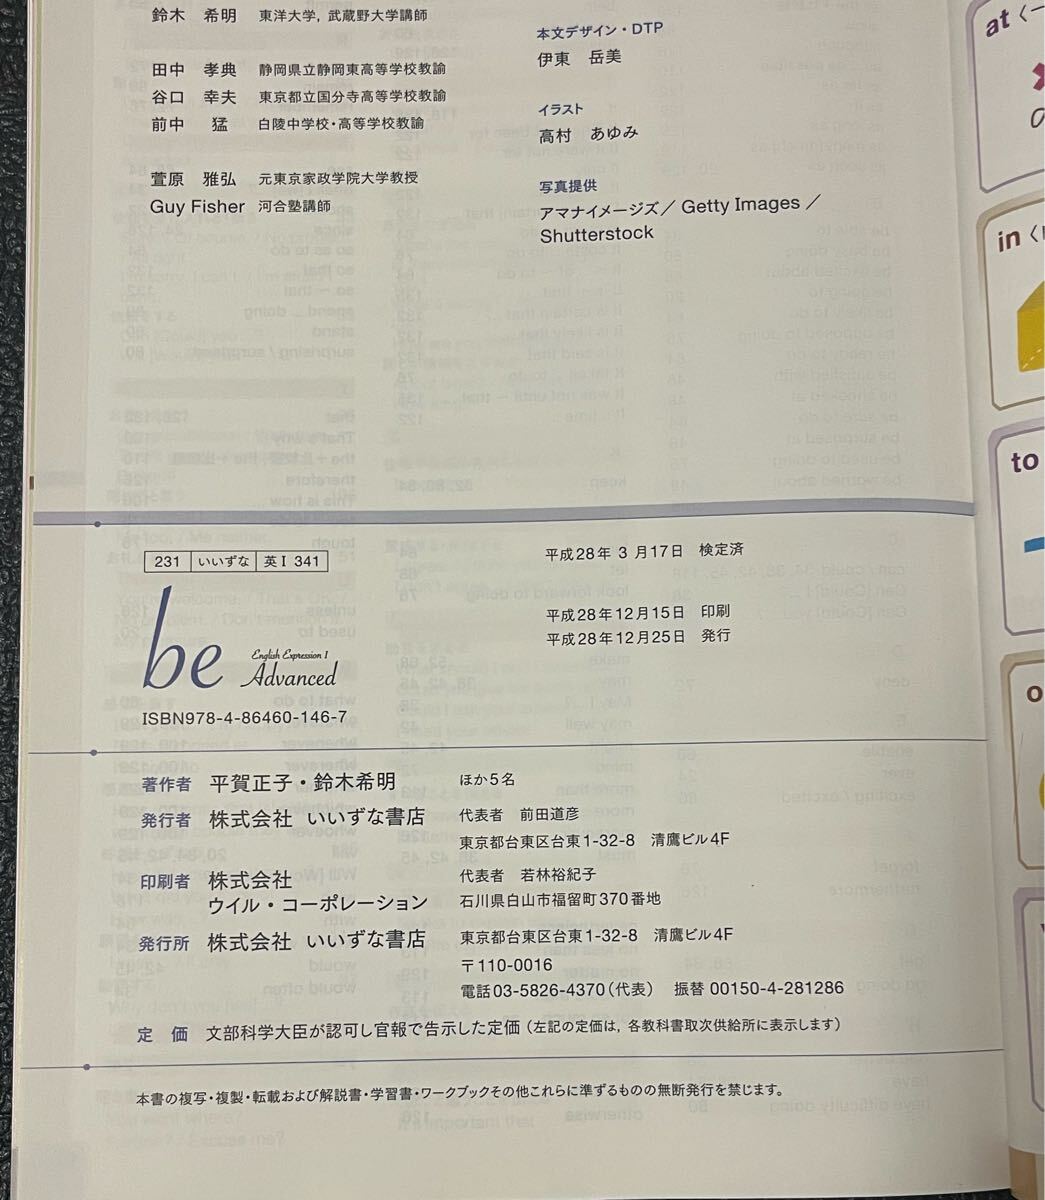 鈴木 希明 東洋大学, 武蔵野大学講師
田中 孝典 静岡県立静岡東高等学校教諭
谷口 幸夫 東京都立国分寺高等学校教諭
前中 猛 白陵中学校・高等学校教諭
萱原 雅弘 元東京家政学院大学教授
Guy Fisher 河合塾講師
本文デザイン・DTP
伊東 岳美
イラスト
高村 あゆみ
写真提供
アマナイメージズ／Getty Images／
Shutterstock
231 いいずな 英Ⅰ 341
be
English Expression I
Advanced
ISBN978-4-86460-146-7
平成28年 3 月17日 検定済
平成28年12月15日 印刷
平成28年12月25日 発行
著作者 平賀正子・鈴木希明 ほか5名
発行者 株式会社 いいずな書店 代表者 前田道彦
東京都台東区台東1-32-8 清鷹ビル4F
印刷者 株式会社 代表者 若林裕紀子
ウイル・コーポレーション 石川県白山市福留町370番地
発行所 株式会社 いいずな書店 東京都台東区台東1-32-8 清鷹ビル4F
〒110-0016
電話03-5826-4370（代表） 振替 00150-4-281286
定 価 文部科学大臣が認可し官報で告示した定価（左記の定価は, 各教科書取次供給所に表示します）
本書の複写・複製・転載および解説書・学習書・ワークブックその他これらに準ずるものの無断発行を禁じます。
at
の
in
to